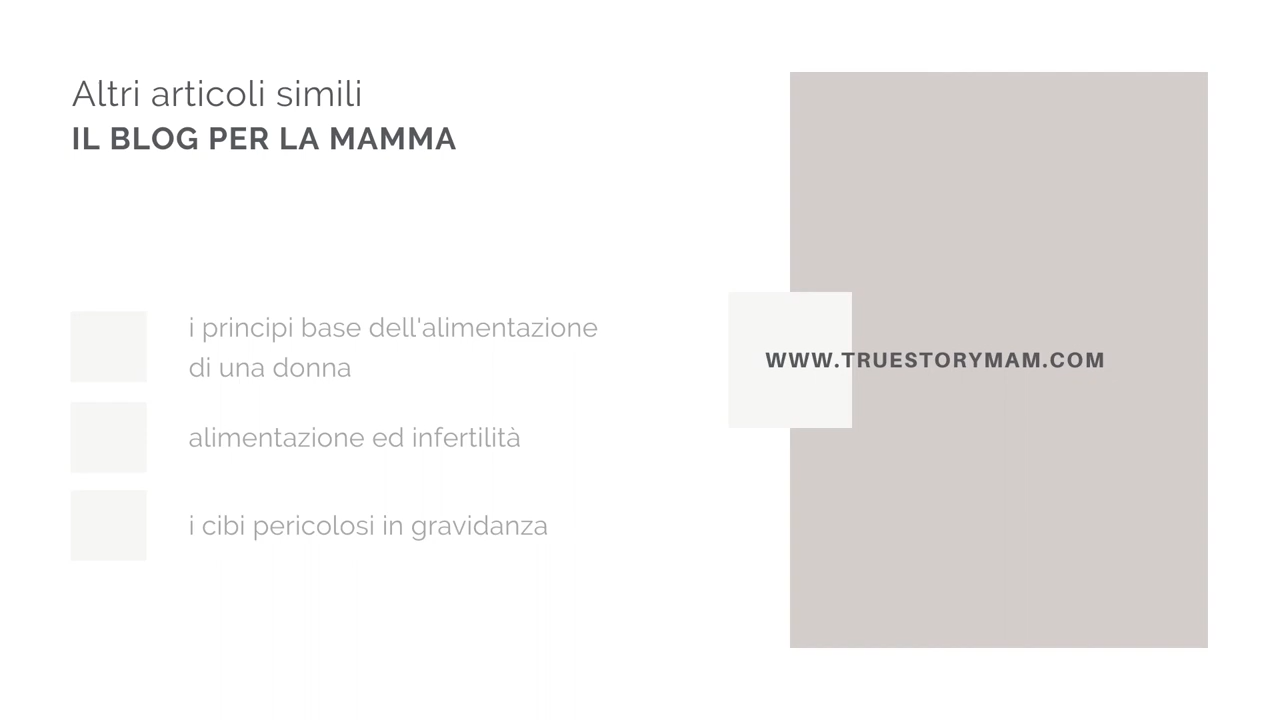 Altri articoli simili
IL BLOG PER LA MAMMA
i principi base dell'alimentazione
di una donna
alimentazione ed infertilità
i cibi pericolosi in gravidanza
WWW.TRUESTORYMAM.COM